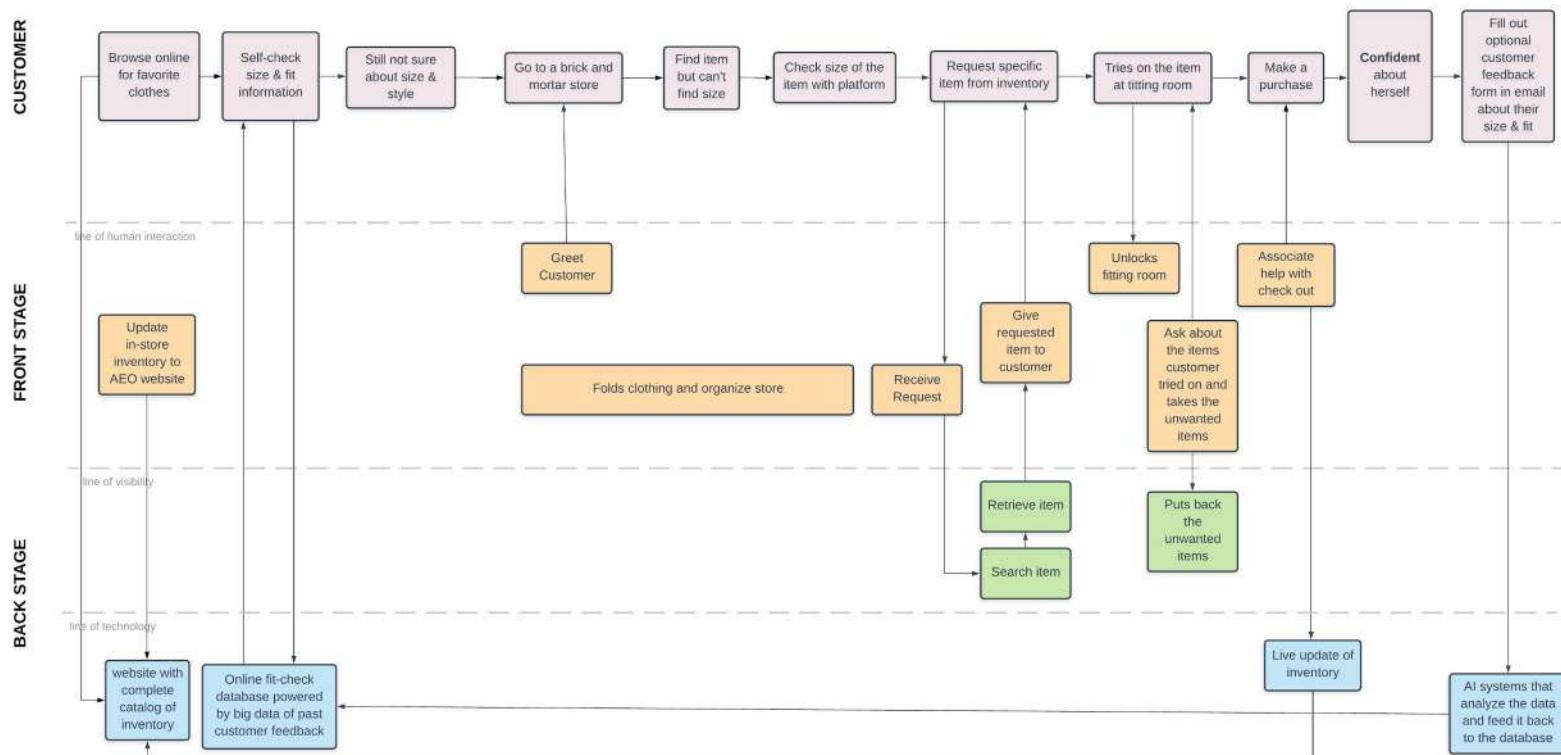 CUSTOMER
Browse online
for favorite
clothes
Self-check
size & fit
information
Still not sure
about size &
style
Go to a brick and
mortar store
Find item
but can't
find size
Check size of the
item with platform
Request specific
item from inventory
Tries on the item
at titting room
Make a
purchase
Confident
about
herself
Fill out
optional
customer
feedback
form in email
about their
size & fit
line of human interaction
FRONT STAGE
Update
in-store
inventory to
AEO website
Greet
Customer
Folds clothing and organize store
Receive
Request
Give
requested
item to
customer
Unlocks
fitting room
Ask about
the items
customer
tried on and
takes the
unwanted
items
Associate
help with
check out
line of visibility
BACK STAGE
Retrieve item
Search item
Puts back
the
unwanted
items
line of technology
website with
complete
catalog of
inventory
Online fit-check
database powered
by big data of past
customer feedback
Live update of
inventory
AI systems that
analyze the data
and feed it back
to the database